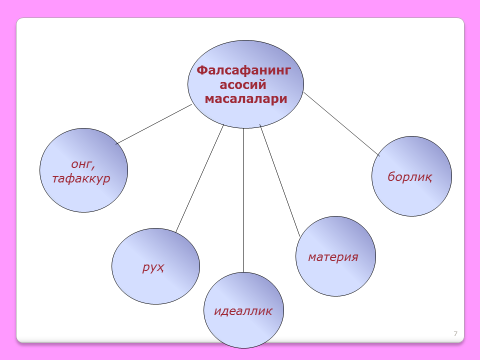 Фалсафанинг
асосий
масалалари
онг,
тафаккур
борлиқ
руҳ
материя
идеаллик
7